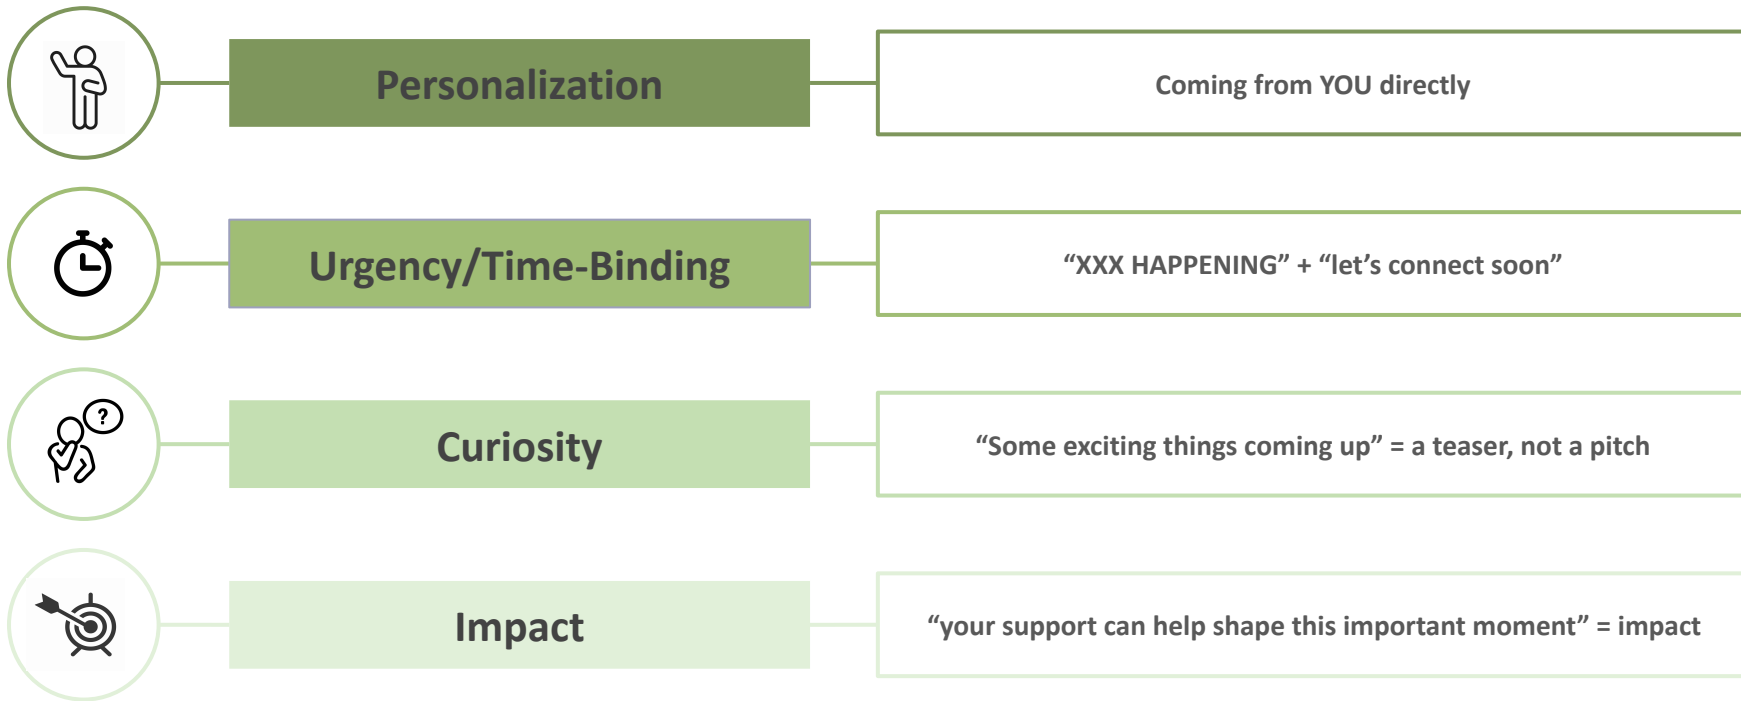 Personalization
Coming from YOU directly
Urgency/Time-Binding
“XXX HAPPENING” + “let’s connect soon”
?
Curiosity
“Some exciting things coming up” = a teaser, not a pitch
Impact
“your support can help shape this important moment” = impact